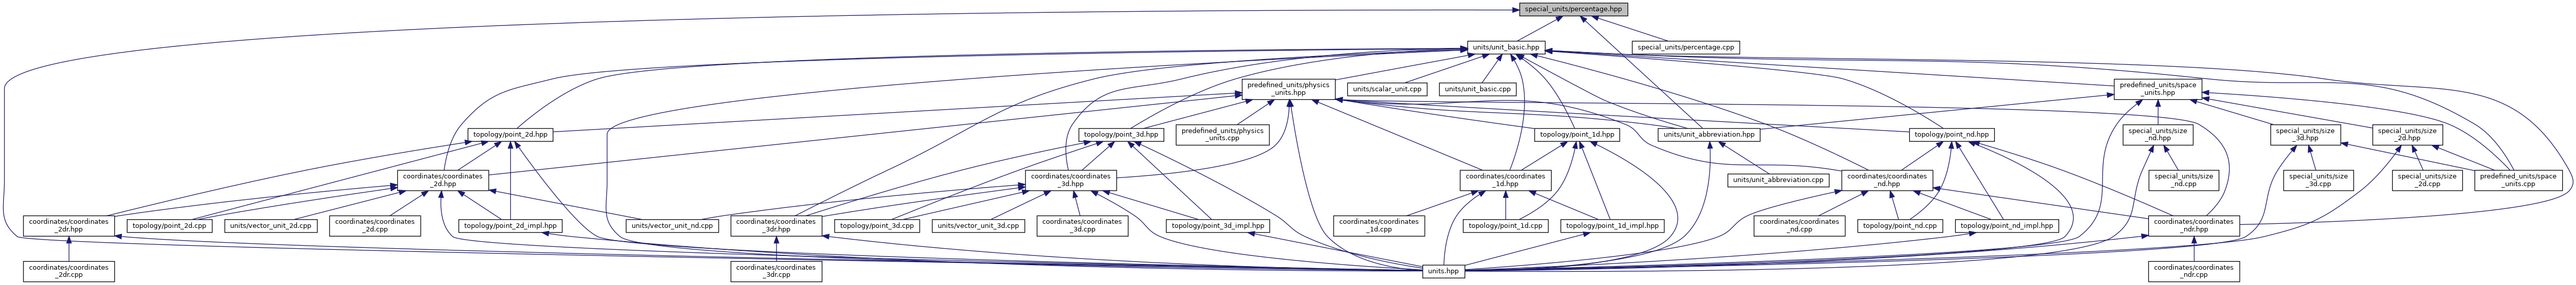 special_units/percentage.hpp
units/unit_basic.hpp
special_units/percentage.cpp
predefined_units/physics
_units.hpp
units/scalar_unit.cpp
units/unit_basic.cpp
predefined_units/space
_units.hpp
topology/point_2d.hpp
topology/point_3d.hpp
predefined_units/physics
_units.cpp
topology/point_1d.hpp
units/unit_abbreviation.hpp
topology/point_nd.hpp
special_units/size
_nd.hpp
special_units/size
_3d.hpp
special_units/size
_2d.hpp
coordinates/coordinates
_2d.hpp
coordinates/coordinates
_3d.hpp
coordinates/coordinates
_1d.hpp
units/unit_abbreviation.cpp
coordinates/coordinates
_nd.hpp
special_units/size
_nd.cpp
special_units/size
_3d.cpp
special_units/size
_2d.cpp
predefined_units/space
_units.cpp
coordinates/coordinates
_2dr.hpp
topology/point_2d.cpp
units/vector_unit_2d.cpp
coordinates/coordinates
_2d.cpp
topology/point_2d_impl.hpp
units/vector_unit_nd.cpp
coordinates/coordinates
_3dr.hpp
topology/point_3d.cpp
units/vector_unit_3d.cpp
coordinates/coordinates
_3d.cpp
topology/point_3d_impl.hpp
coordinates/coordinates
_1d.cpp
topology/point_1d.cpp
topology/point_1d_impl.hpp
coordinates/coordinates
_nd.cpp
topology/point_nd.cpp
topology/point_nd_impl.hpp
coordinates/coordinates
_ndr.hpp
coordinates/coordinates
_2dr.cpp
coordinates/coordinates
_3dr.cpp
units.hpp
coordinates/coordinates
_ndr.cpp